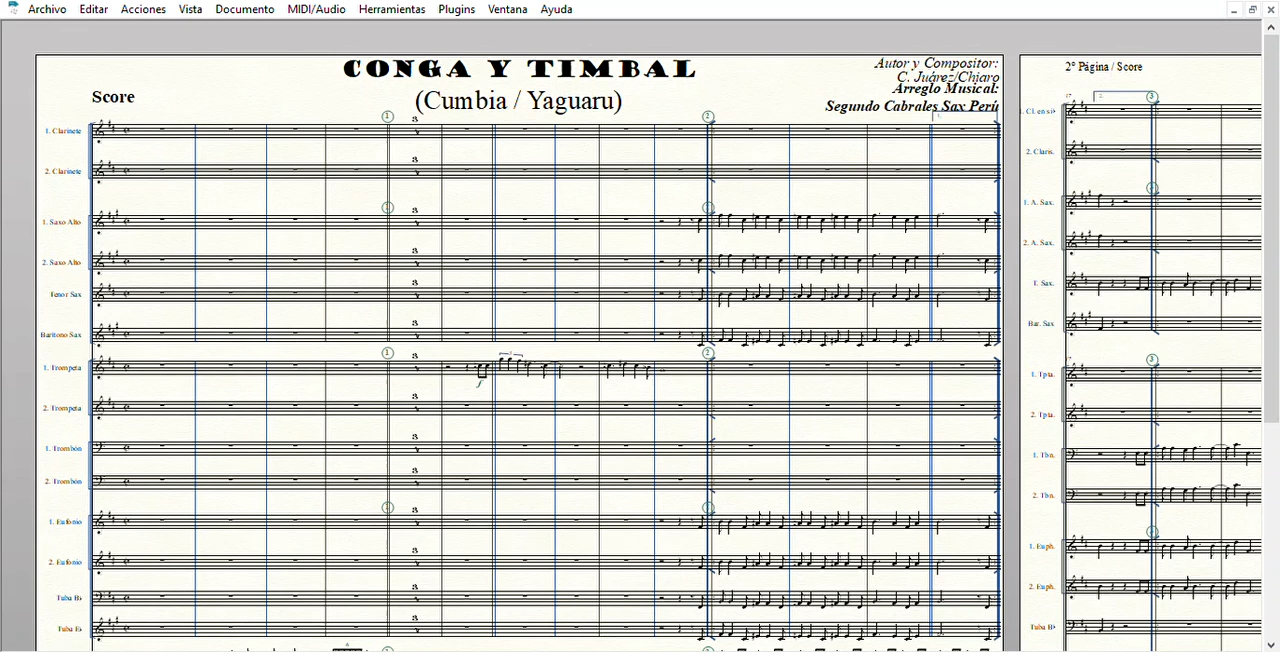 Archivo Editar Acciones Vista Documento MIDI/Audio Herramientas Plugins Ventana Ayuda
CONGA Y TIMBAL
(Cumbia / Yaguaru)
Score
Autor y Compositor:
C. Juárez/Chiaro
Arreglo Musical:
Segundo Cabrales Sax Perú
1. Clarinete
2. Clarinete
1. Saxo Alto
2. Saxo Alto
Tenor Sax
Barítono Sax
1. Trompeta
2. Trompeta
1. Trombón
2. Trombón
1. Eufonio
2. Eufonio
Tuba B♭
Tuba E♭
2º Página / Score
1. Cl. en si♭
2. Claris.
1. A. Sax.
2. A. Sax.
T. Sax.
Bar. Sax
1. Tpta.
2. Tpta.
1. Tbn.
2. Tbn.
1. Euph.
2. Euph.
Tuba B♭